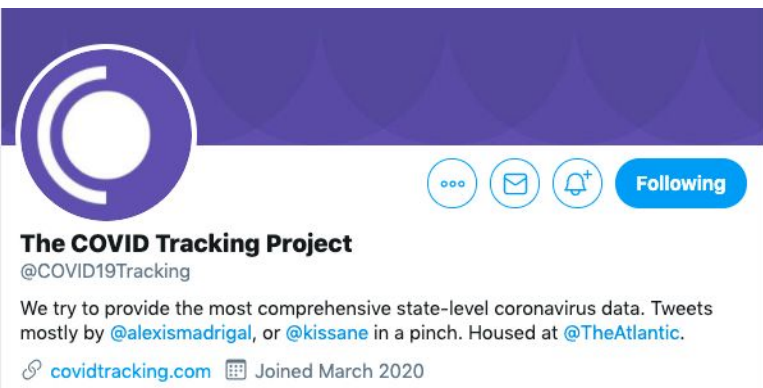 Following
The COVID Tracking Project
@COVID19Tracking
We try to provide the most comprehensive state-level coronavirus data. Tweets
mostly by @alexismadrigal, or @kissane in a pinch. Housed at @TheAtlantic.
covidtracking.com Joined March 2020